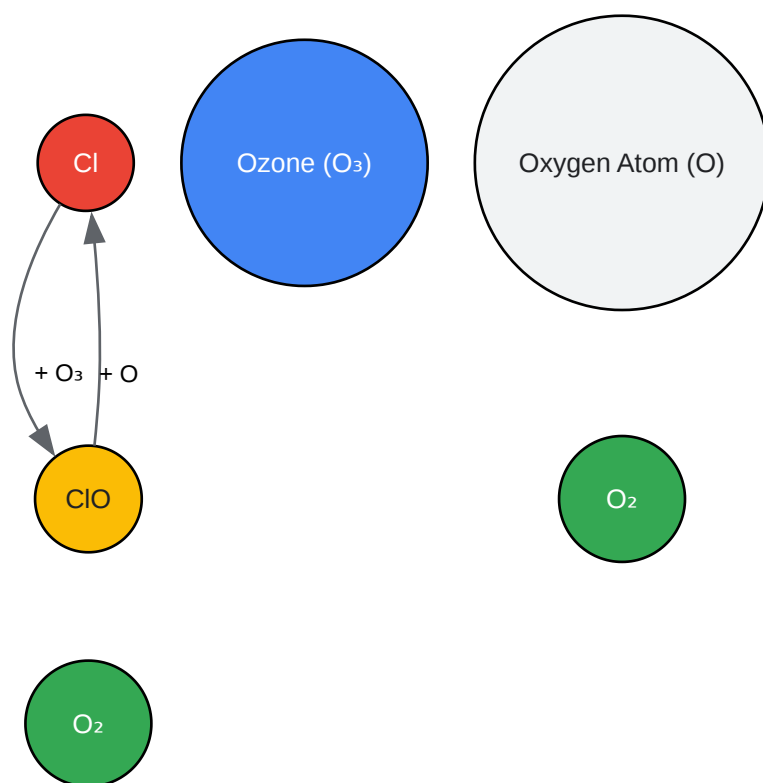 Cl
Ozone (O₃)
Oxygen Atom (O)
+ O₃
+ O
ClO
O₂
O₂